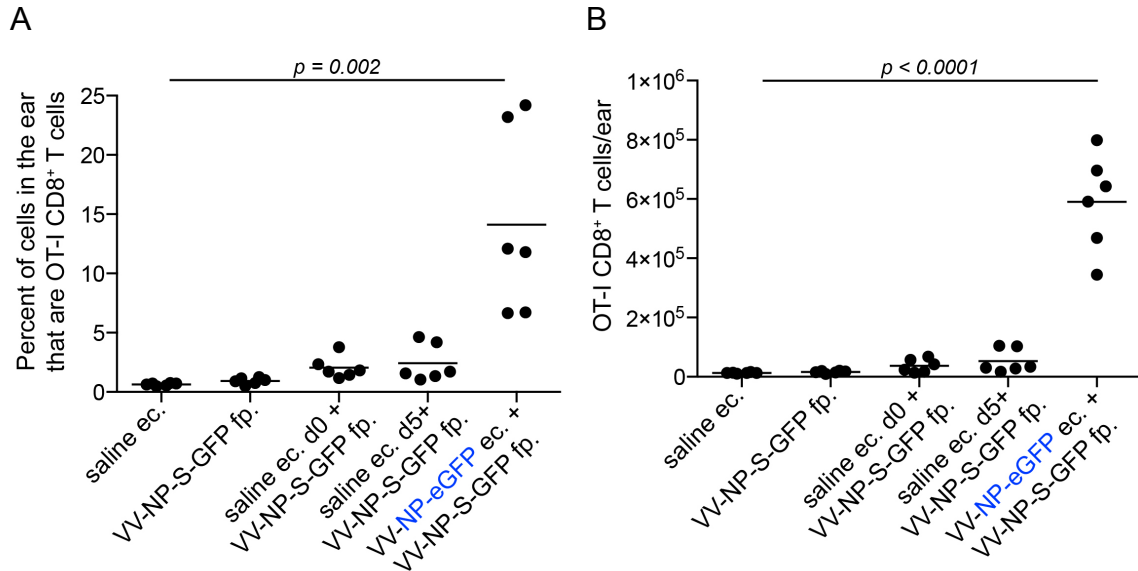 A
p = 0.002
Percent of cells in the ear
that are OT-I CD8⁺ T cells
25
20
15
10
5
0
saline ec.
VV-NP-S-GFP fp.
saline ec. d0 +
VV-NP-S-GFP fp.
saline ec. d5+
VV-NP-S-GFP fp.
VV-NP-eGFP ec. +
VV-NP-S-GFP fp.
B
p < 0.0001
OT-I CD8⁺ T cells/ear
1×10⁶
8×10⁵
6×10⁵
4×10⁵
2×10⁵
0
saline ec.
VV-NP-S-GFP fp.
saline ec. d0 +
VV-NP-S-GFP fp.
saline ec. d5+
VV-NP-S-GFP fp.
VV-NP-eGFP ec. +
VV-NP-S-GFP fp.